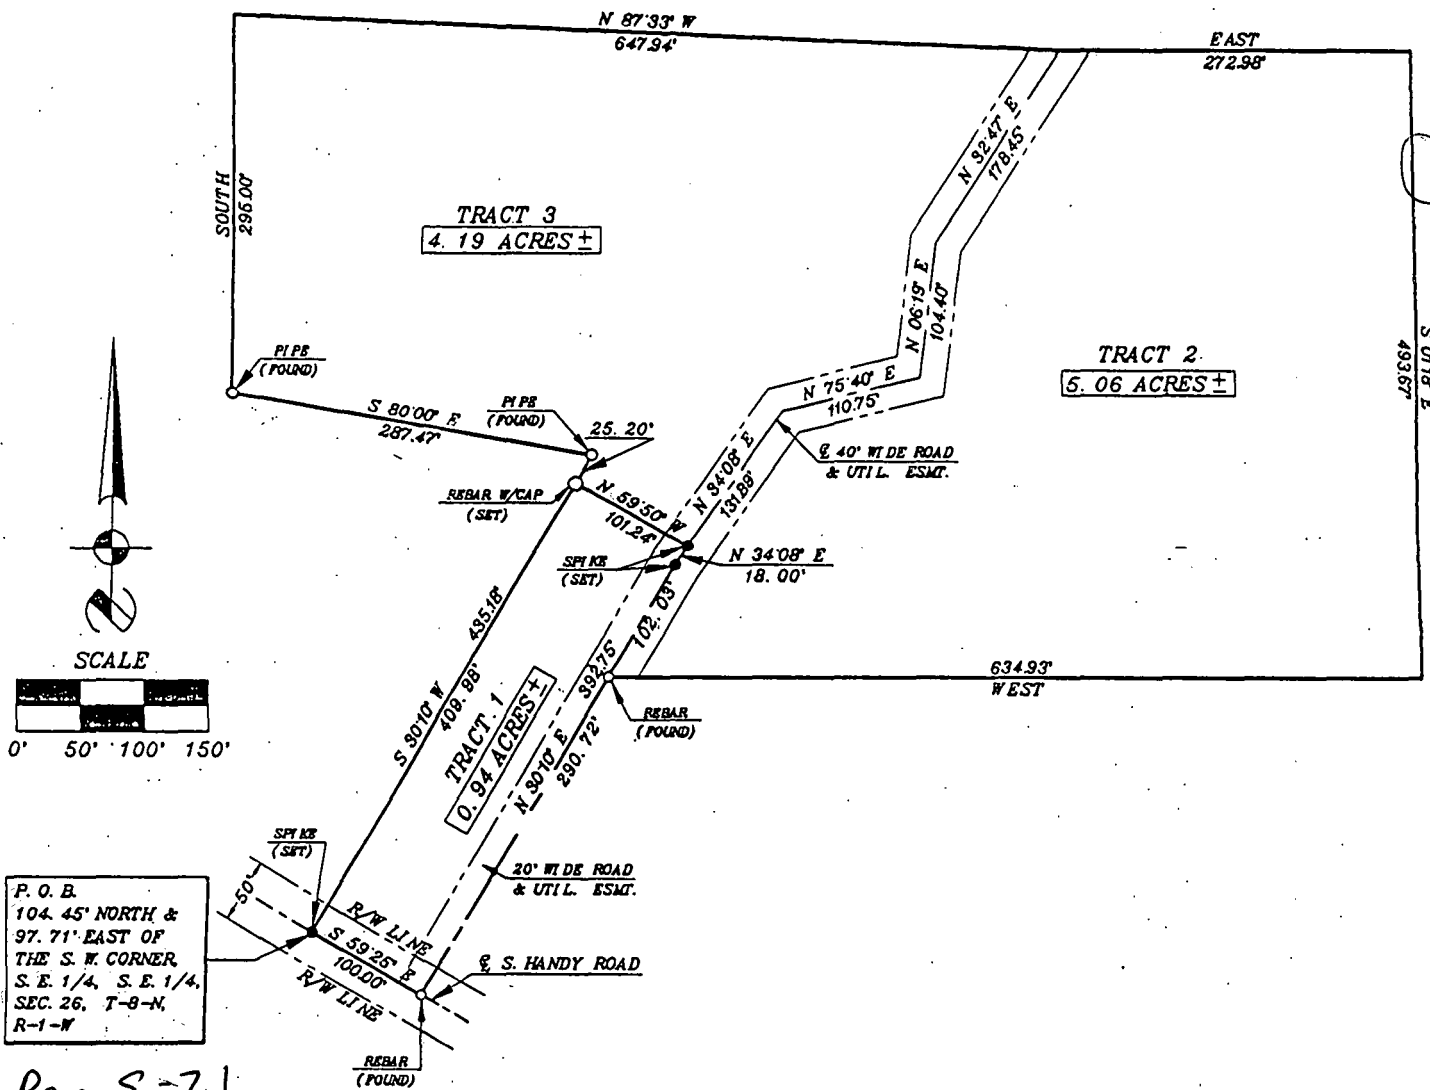 N 87°33' W
647.94'
EAST
272.98'
SOUTH
295.00'
TRACT 3
4.19 ACRES ±
N 32°47' E
178.45'
N 06°19' E
104.40'
TRACT 2
5.06 ACRES ±
S 01°18' E
493.67'
PIPE
(FOUND)
S 80°00' E
287.47'
PIPE
(FOUND)
25.20'
N 75°40' E
110.75'
℄ 40' WIDE ROAD
& UTIL. ESMT.
REBAR W/CAP
(SET)
N 59°50' W
101.24'
N 34°08' E
131.89'
SPIKE
(SET)
N 34°08' E
18.00'
102.03'
SCALE
0' 50' 100' 150'
435.18'
S 30°10' W
409.98'
TRACT 1
0.94 ACRES ±
392.75'
N 30°10' E
290.72'
634.93'
WEST
REBAR
(FOUND)
SPIKE
(SET)
20' WIDE ROAD
& UTIL. ESMT.
50'
R/W LINE
S 59°25' E
100.00'
R/W LINE
℄ S. HANDY ROAD
P.O.B.
104.45' NORTH &
97.71' EAST OF
THE S.W. CORNER,
S.E. 1/4, S.E. 1/4,
SEC. 26, T-8-N,
R-1-W
REBAR
(FOUND)